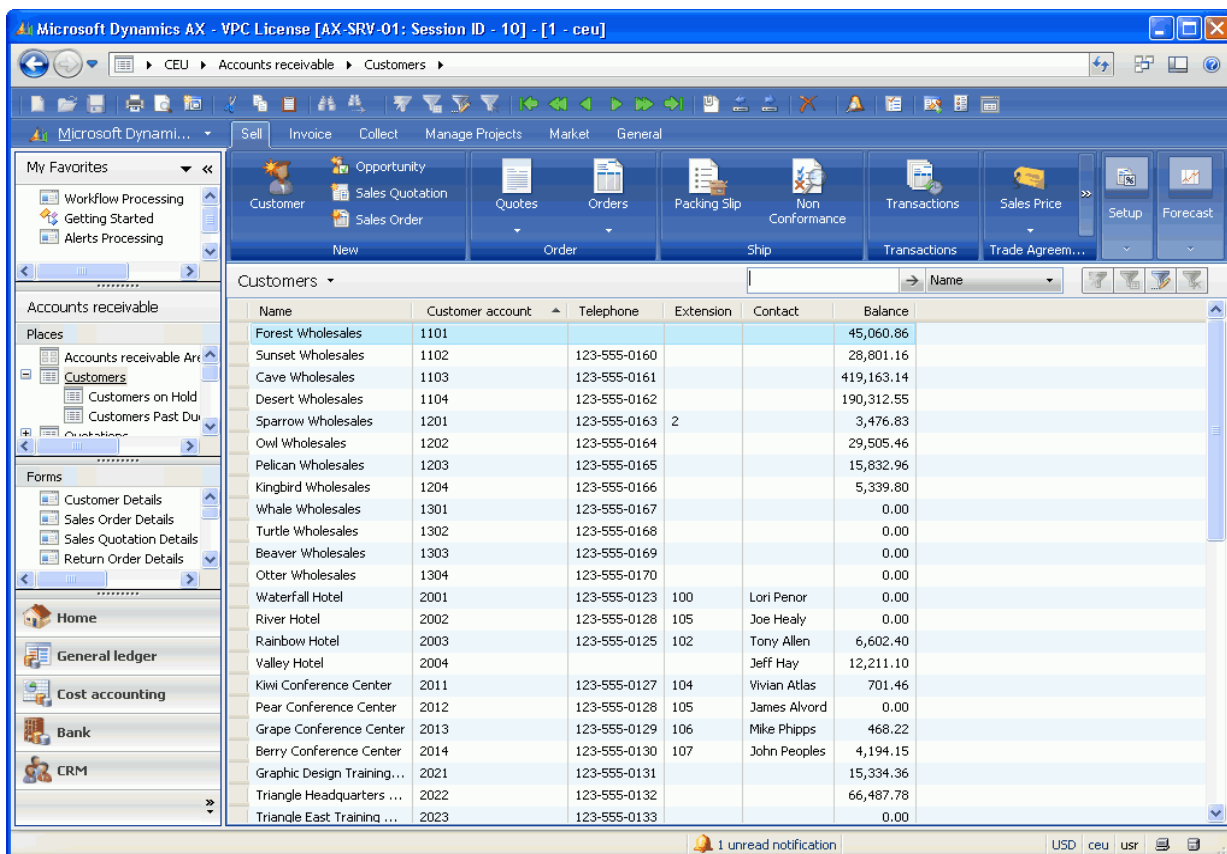 Microsoft Dynamics AX - VPC License [AX-SRV-01: Session ID - 10] - [1 - ceu]
CEU Accounts receivable Customers
Microsoft Dynami... Sell Invoice Collect Manage Projects Market General
My Favorites
Workflow Processing
Getting Started
Alerts Processing
Customer
Opportunity
Sales Quotation
Sales Order
New
Quotes
Orders
Order
Packing Slip
Non Conformance
Ship
Transactions
Transactions
Sales Price
Trade Agreem...
Setup
Forecast
Accounts receivable
Places
Accounts receivable Are
Customers
Customers on Hold
Customers Past Du
Quotations
Forms
Customer Details
Sales Order Details
Sales Quotation Details
Return Order Details
Home
General ledger
Cost accounting
Bank
CRM
Customers Name
Name Customer account Telephone Extension Contact Balance
Forest Wholesales 1101 45,060.86
Sunset Wholesales 1102 123-555-0160 28,801.16
Cave Wholesales 1103 123-555-0161 419,163.14
Desert Wholesales 1104 123-555-0162 190,312.55
Sparrow Wholesales 1201 123-555-0163 2 3,476.83
Owl Wholesales 1202 123-555-0164 29,505.46
Pelican Wholesales 1203 123-555-0165 15,832.96
Kingbird Wholesales 1204 123-555-0166 5,339.80
Whale Wholesales 1301 123-555-0167 0.00
Turtle Wholesales 1302 123-555-0168 0.00
Beaver Wholesales 1303 123-555-0169 0.00
Otter Wholesales 1304 123-555-0170 0.00
Waterfall Hotel 2001 123-555-0123 100 Lori Penor 0.00
River Hotel 2002 123-555-0128 105 Joe Healy 0.00
Rainbow Hotel 2003 123-555-0125 102 Tony Allen 6,602.40
Valley Hotel 2004 Jeff Hay 12,211.10
Kiwi Conference Center 2011 123-555-0127 104 Vivian Atlas 701.46
Pear Conference Center 2012 123-555-0128 105 James Alvord 0.00
Grape Conference Center 2013 123-555-0129 106 Mike Phipps 468.22
Berry Conference Center 2014 123-555-0130 107 John Peoples 4,194.15
Graphic Design Training... 2021 123-555-0131 15,334.36
Triangle Headquarters ... 2022 123-555-0132 66,487.78
Triangle East Training ... 2023 123-555-0133 0.00
1 unread notification USD ceu usr